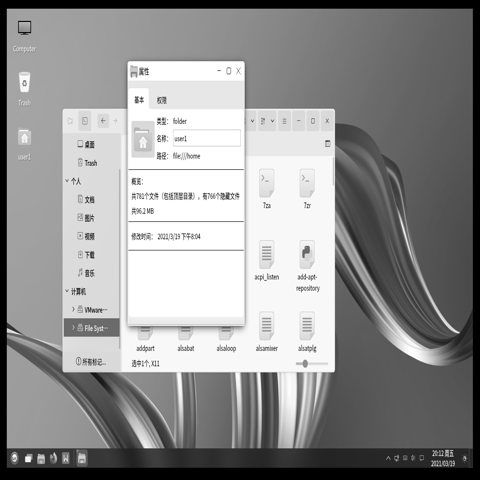 Computer
Trash
user1
属性
基本
权限
类型: folder
名称: user1
路径: file:///home
概览:
共781个文件（包括顶层目录），有766个隐藏文件
共96.2 MB
修改时间: 2021/3/19 下午8:04
桌面
Trash
个人
文档
图片
视频
下载
音乐
计算机
VMware···
File Syst···
所有标记...
7za
7zr
acpi_listen
add-apt-
repository
addpart
alsabat
alsaloop
alsamixer
alsatplg
选中1个, X11
20:12 周五
2021/03/19